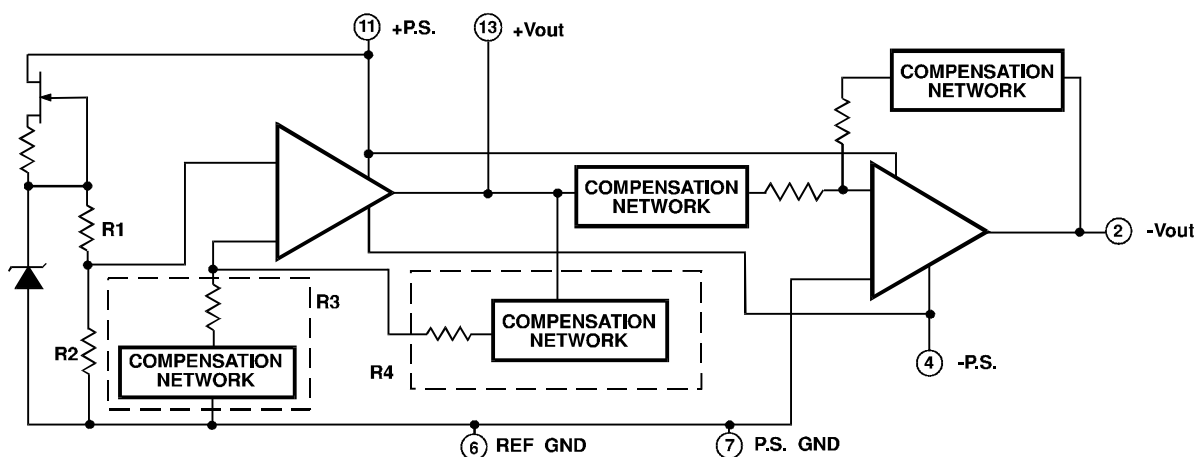 11 +P.S.
13 +Vout
COMPENSATION
NETWORK
COMPENSATION
NETWORK
R1
2 -Vout
R3
COMPENSATION
NETWORK
R2
COMPENSATION
NETWORK
R4
4 -P.S.
6 REF GND
7 P.S. GND